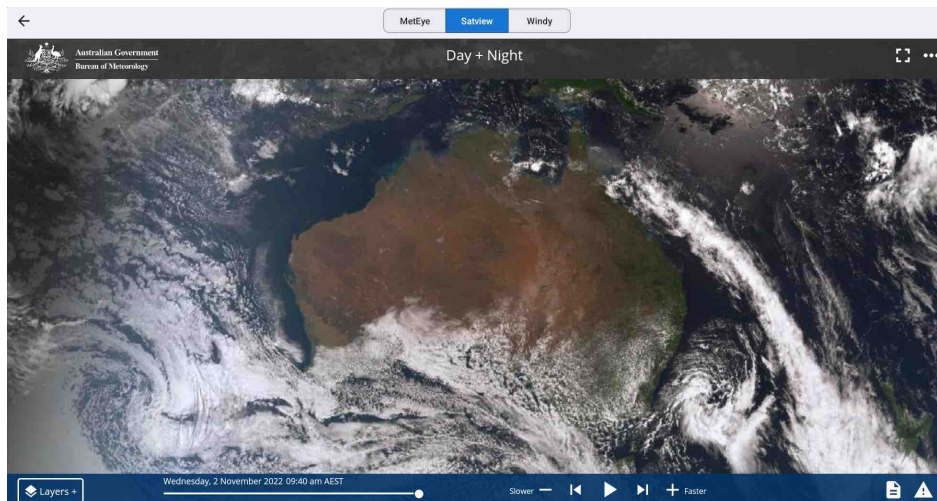 MetEye
Satview
Windy
Australian Government
Bureau of Meteorology
Day + Night
Layers +
Wednesday, 2 November 2022 09:40 am AEST
Slower
Faster